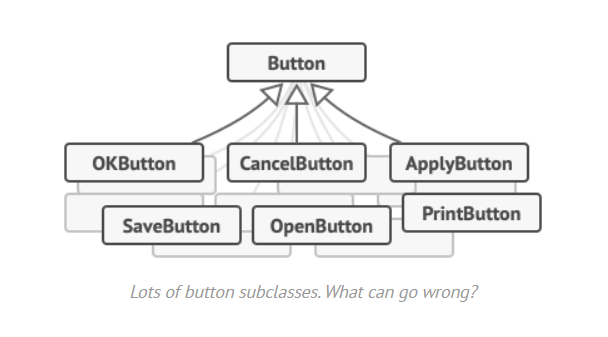 Button
OKButton
CancelButton
ApplyButton
SaveButton
OpenButton
PrintButton
Lots of button subclasses. What can go wrong?